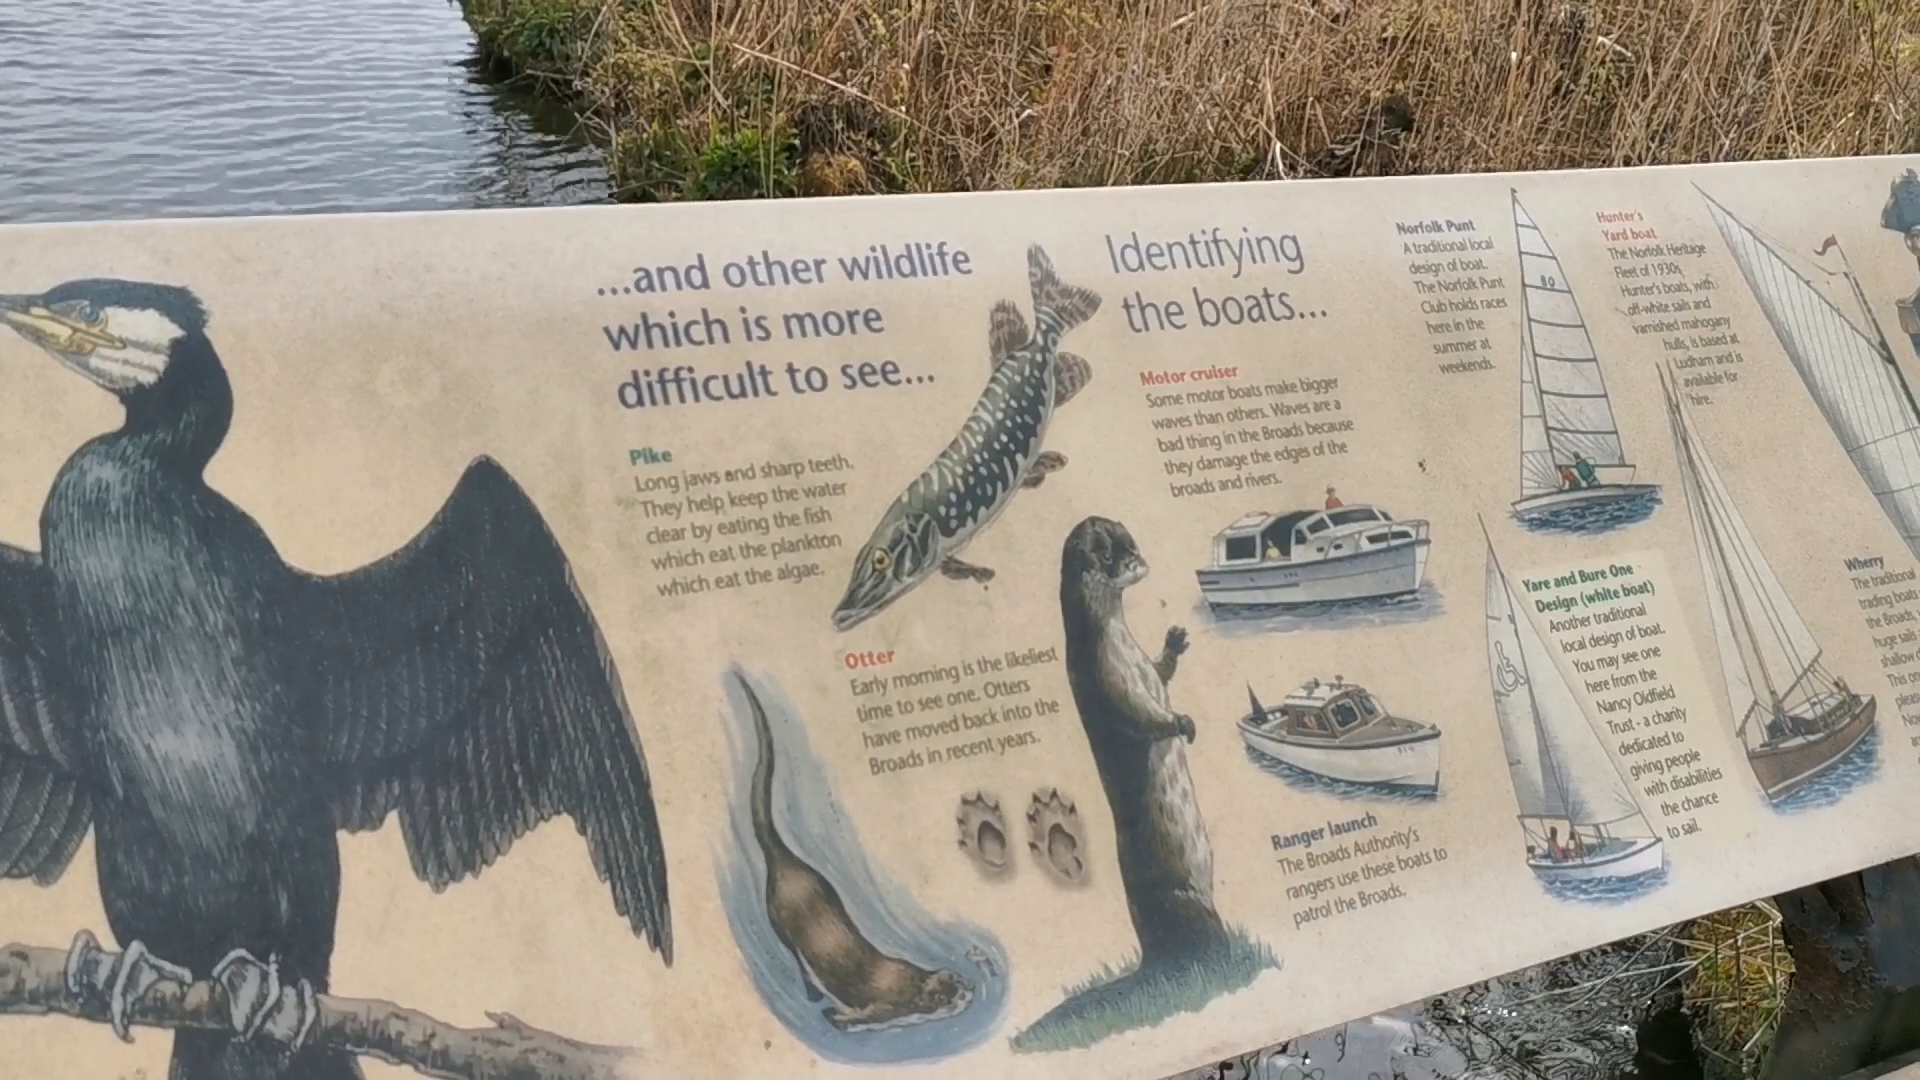 ...and other wildlife
which is more
difficult to see...
Pike
Long jaws and sharp teeth.
They help keep the water
clear by eating the fish
which eat the plankton
which eat the algae.
Otter
Early morning is the likeliest
time to see one. Otters
have moved back into the
Broads in recent years.
Identifying
the boats...
Motor cruiser
Some motor boats make bigger
waves than others. Waves are a
bad thing in the Broads because
they damage the edges of the
broads and rivers.
Ranger launch
The Broads Authority's
rangers use these boats to
patrol the Broads.
Norfolk Punt
A traditional local
design of boat.
The Norfolk Punt
Club holds races
here in the
summer at
weekends.
80
Yare and Bure One
Design (white boat)
Another traditional
local design of boat.
You may see one
here from the
Nancy Oldfield
Trust - a charity
dedicated to
giving people
with disabilities
the chance
to sail.
Hunter's
Yard boat
The Norfolk Heritage
Fleet of 1930s
Hunter's boats, with
off-white sails and
varnished mahogany
hulls, is based at
Ludham and is
available for
hire.
Wherry
The traditional
trading boats
the Broads,
huge sails
shallow
This